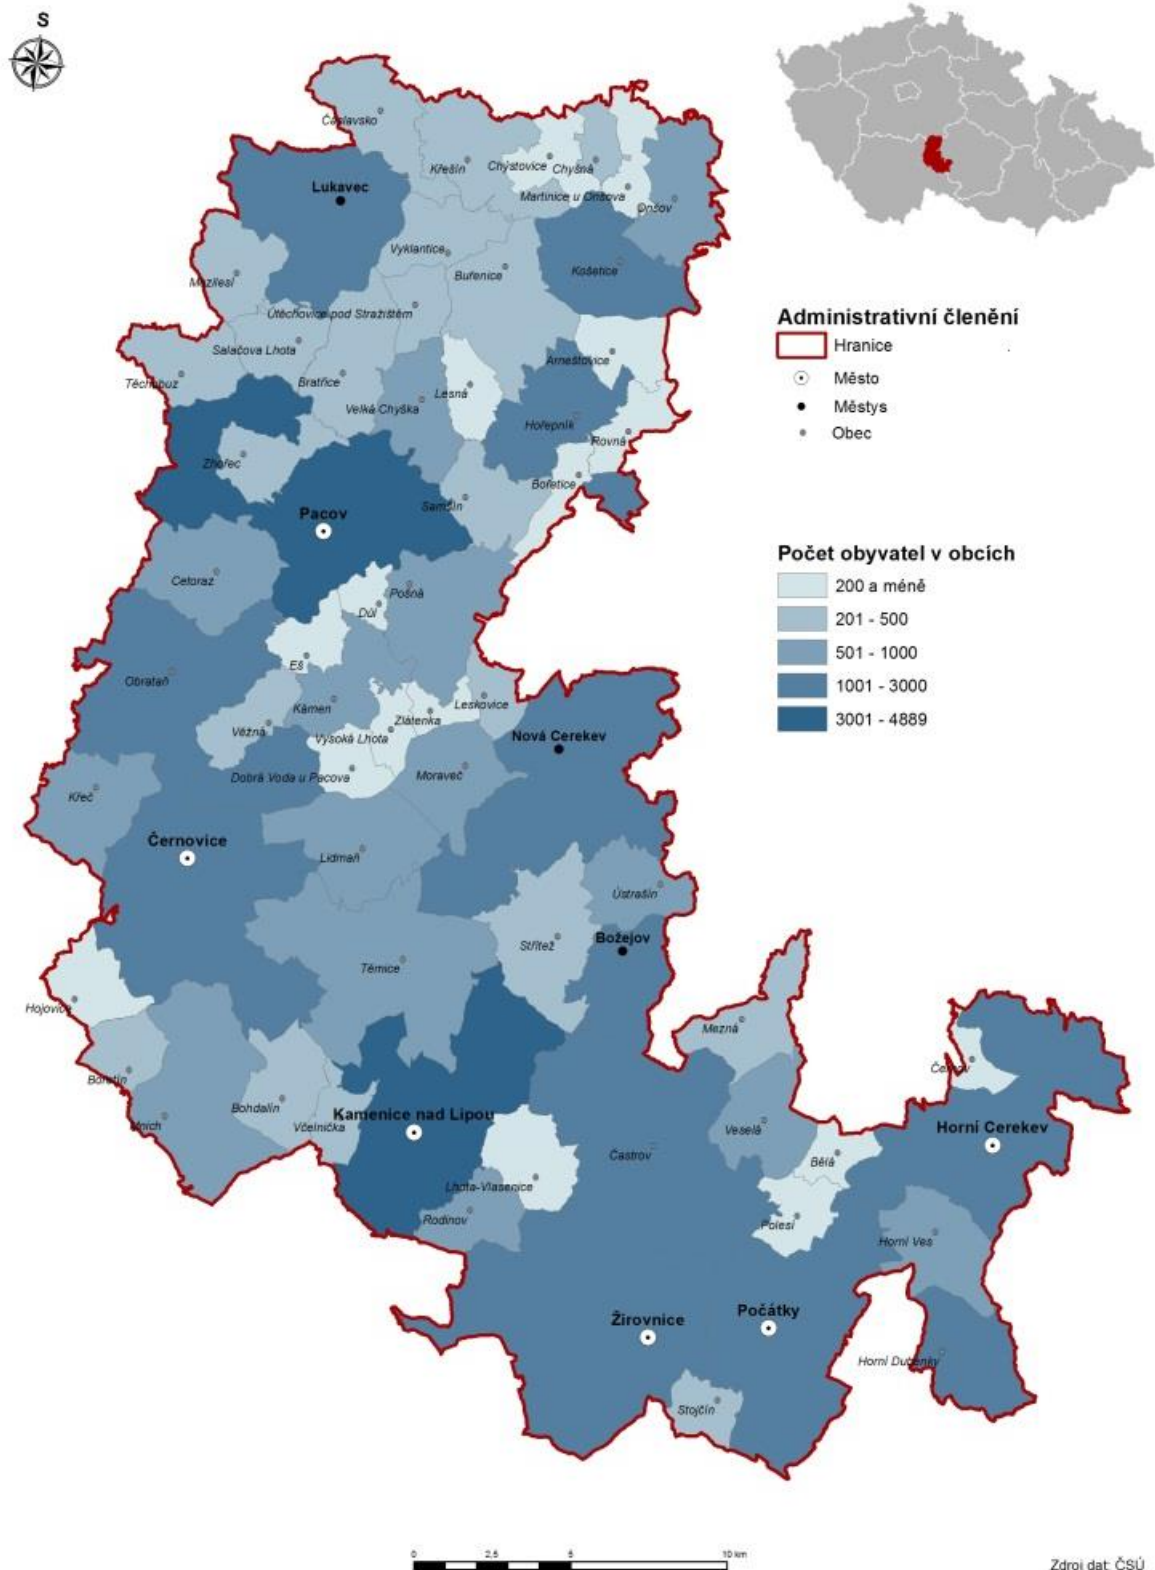 S
Čáslavsko
Křešín
Chýstovice
Chyšná
Lukavec
Martinice u Onšova
Onšov
Vyklantice
Buřenice
Košetice
Mezilesí
Útěchovice pod Stražištěm
Salačova Lhota
Arneštovice
Těchobuz
Bratřice
Velká Chyška
Lesná
Hořepník
Rovná
Zhořec
Bořetice
Samšín
Pacov
Cetoraz
Důl
Pošná
Eš
Obrataň
Kámen
Leskovice
Zlátenka
Věžná
Vysoká Lhota
Nová Cerekev
Dobrá Voda u Pacova
Moraveč
Křeč
Černovice
Lidmaň
Ústrašín
Střítež
Božejov
Těmice
Hojovice
Mezná
Bořetín
Čejkov
Bohdalín
Mnich
Včelnička
Kamenice nad Lipou
Veselá
Horní Cerekev
Častrov
Bělá
Lhota-Vlasenice
Rodinov
Polesí
Horní Ves
Žirovnice
Počátky
Horní Dubenky
Stojčín
Administrativní členění
Hranice
Město
Městys
Obec
Počet obyvatel v obcích
200 a méně
201 - 500
501 - 1000
1001 - 3000
3001 - 4889
0 2,5 5 10 km
Zdroj dat: ČSÚ